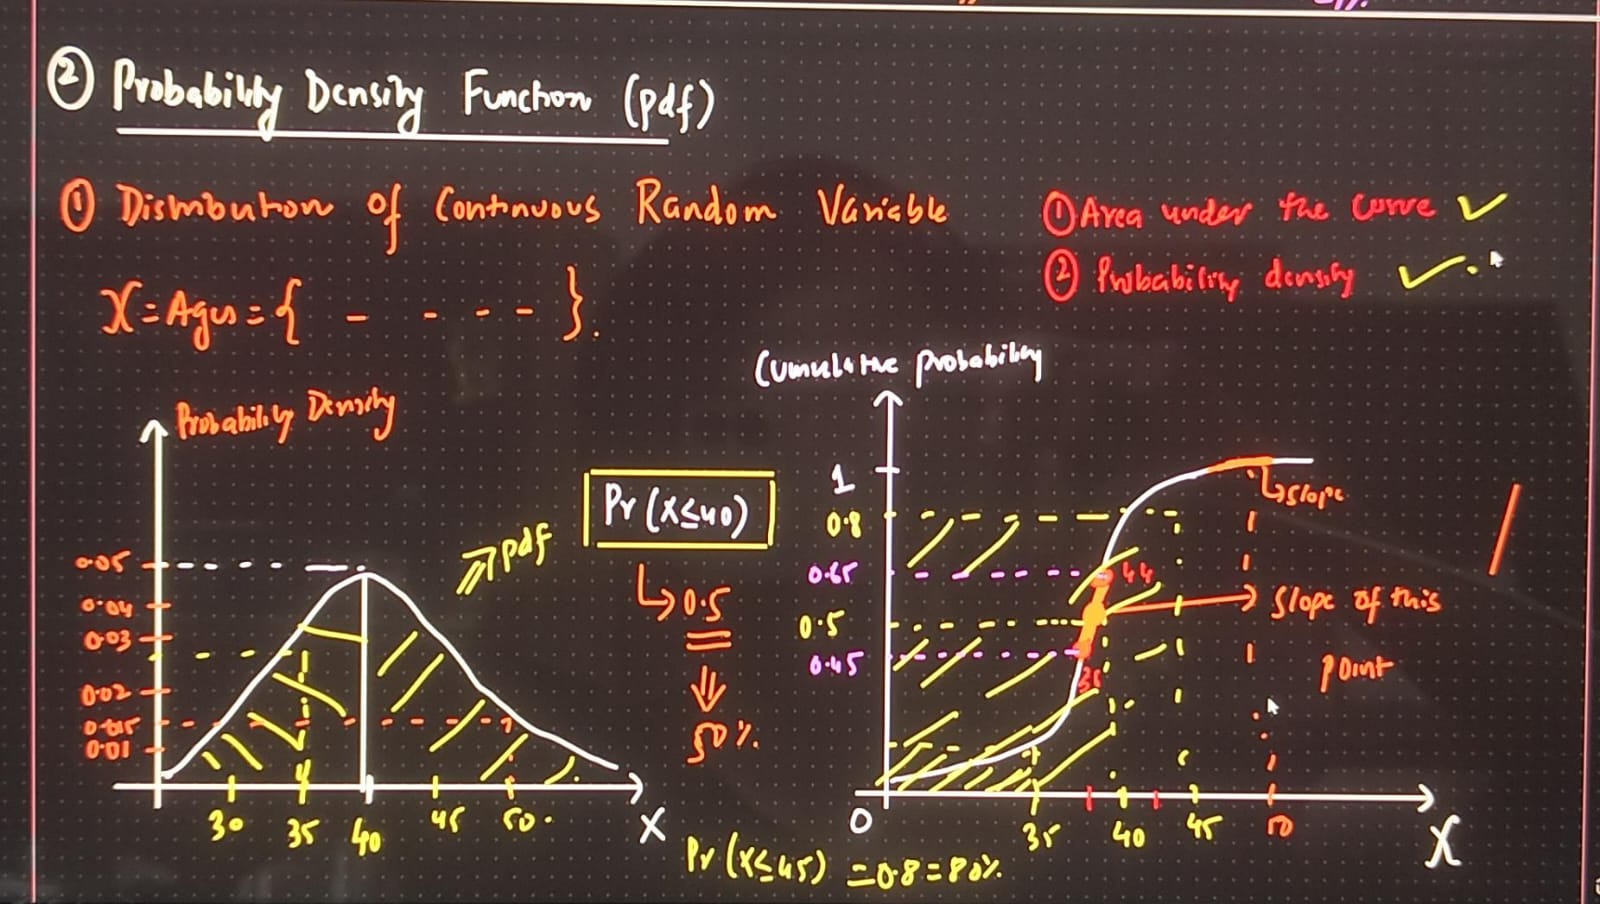 ② Probability Density Function (pdf)
① Distribution of Continuous Random Variable
X = Ages = { - - - - }.
① Area under the curve ✓
② Probability density ✓
Probability Density
0.05
0.04
0.03
0.02
0.015
0.01
30 35 40 45 50.
X
pdf
Pr (X≤40)
0.5
50%.
Cumulative probability
1
0.8
0.65
0.5
0.45
44
slope
Slope of this
point
0 35 40 45 50
X
Pr (X≤45) = 0.8 = 80%